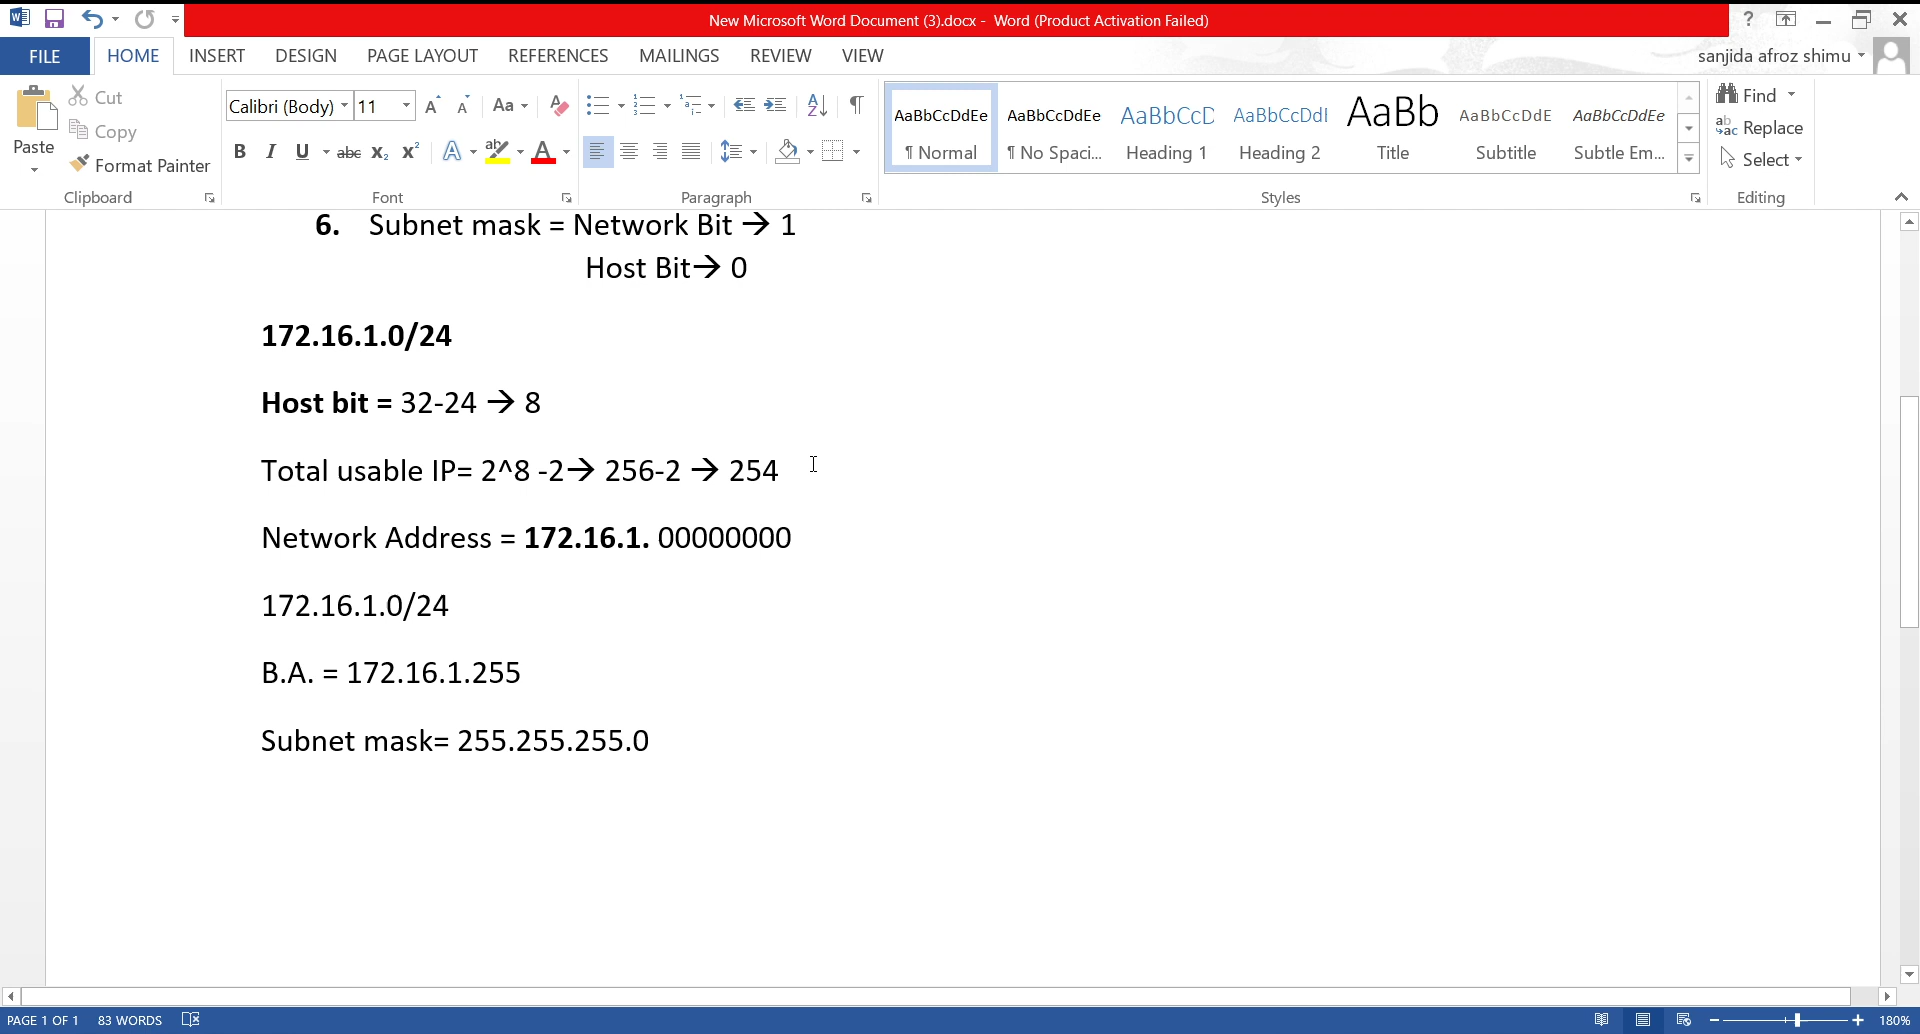 New Microsoft Word Document (3).docx - Word (Product Activation Failed)
?
FILE HOME INSERT DESIGN PAGE LAYOUT REFERENCES MAILINGS REVIEW VIEW
sanjida afroz shimu
Paste
Cut
Copy
Format Painter
Clipboard
Calibri (Body) 11
Font
Paragraph
AaBbCcDdEe AaBbCcDdEe AaBbCcD AaBbCcDdI AaBb AaBbCcDdE AaBbCcDdEe
¶ Normal ¶ No Spaci... Heading 1 Heading 2 Title Subtitle Subtle Em...
Styles
Find
Replace
Select
Editing
6. Subnet mask = Network Bit → 1
Host Bit→ 0
172.16.1.0/24
Host bit = 32-24 → 8
Total usable IP= 2^8 -2→ 256-2 → 254
Network Address = 172.16.1. 00000000
172.16.1.0/24
B.A. = 172.16.1.255
Subnet mask= 255.255.255.0
PAGE 1 OF 1 83 WORDS
180%